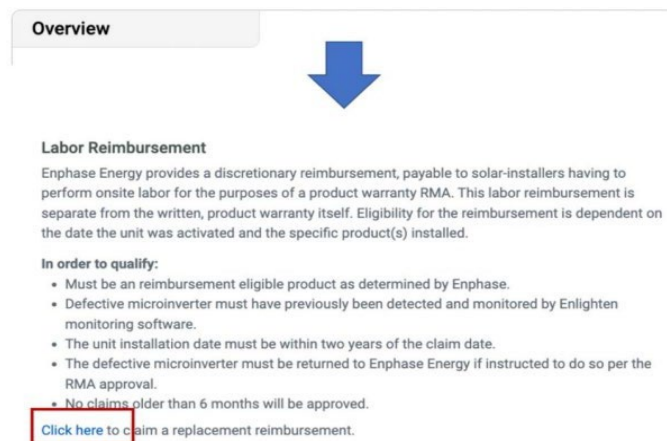 Overview
Labor Reimbursement
Enphase Energy provides a discretionary reimbursement, payable to solar-installers having to
perform onsite labor for the purposes of a product warranty RMA. This labor reimbursement is
separate from the written, product warranty itself. Eligibility for the reimbursement is dependent on
the date the unit was activated and the specific product(s) installed.
In order to qualify:
• Must be an reimbursement eligible product as determined by Enphase.
• Defective microinverter must have previously been detected and monitored by Enlighten
monitoring software.
• The unit installation date must be within two years of the claim date.
• The defective microinverter must be returned to Enphase Energy if instructed to do so per the
RMA approval.
• No claims older than 6 months will be approved.
Click here to claim a replacement reimbursement.